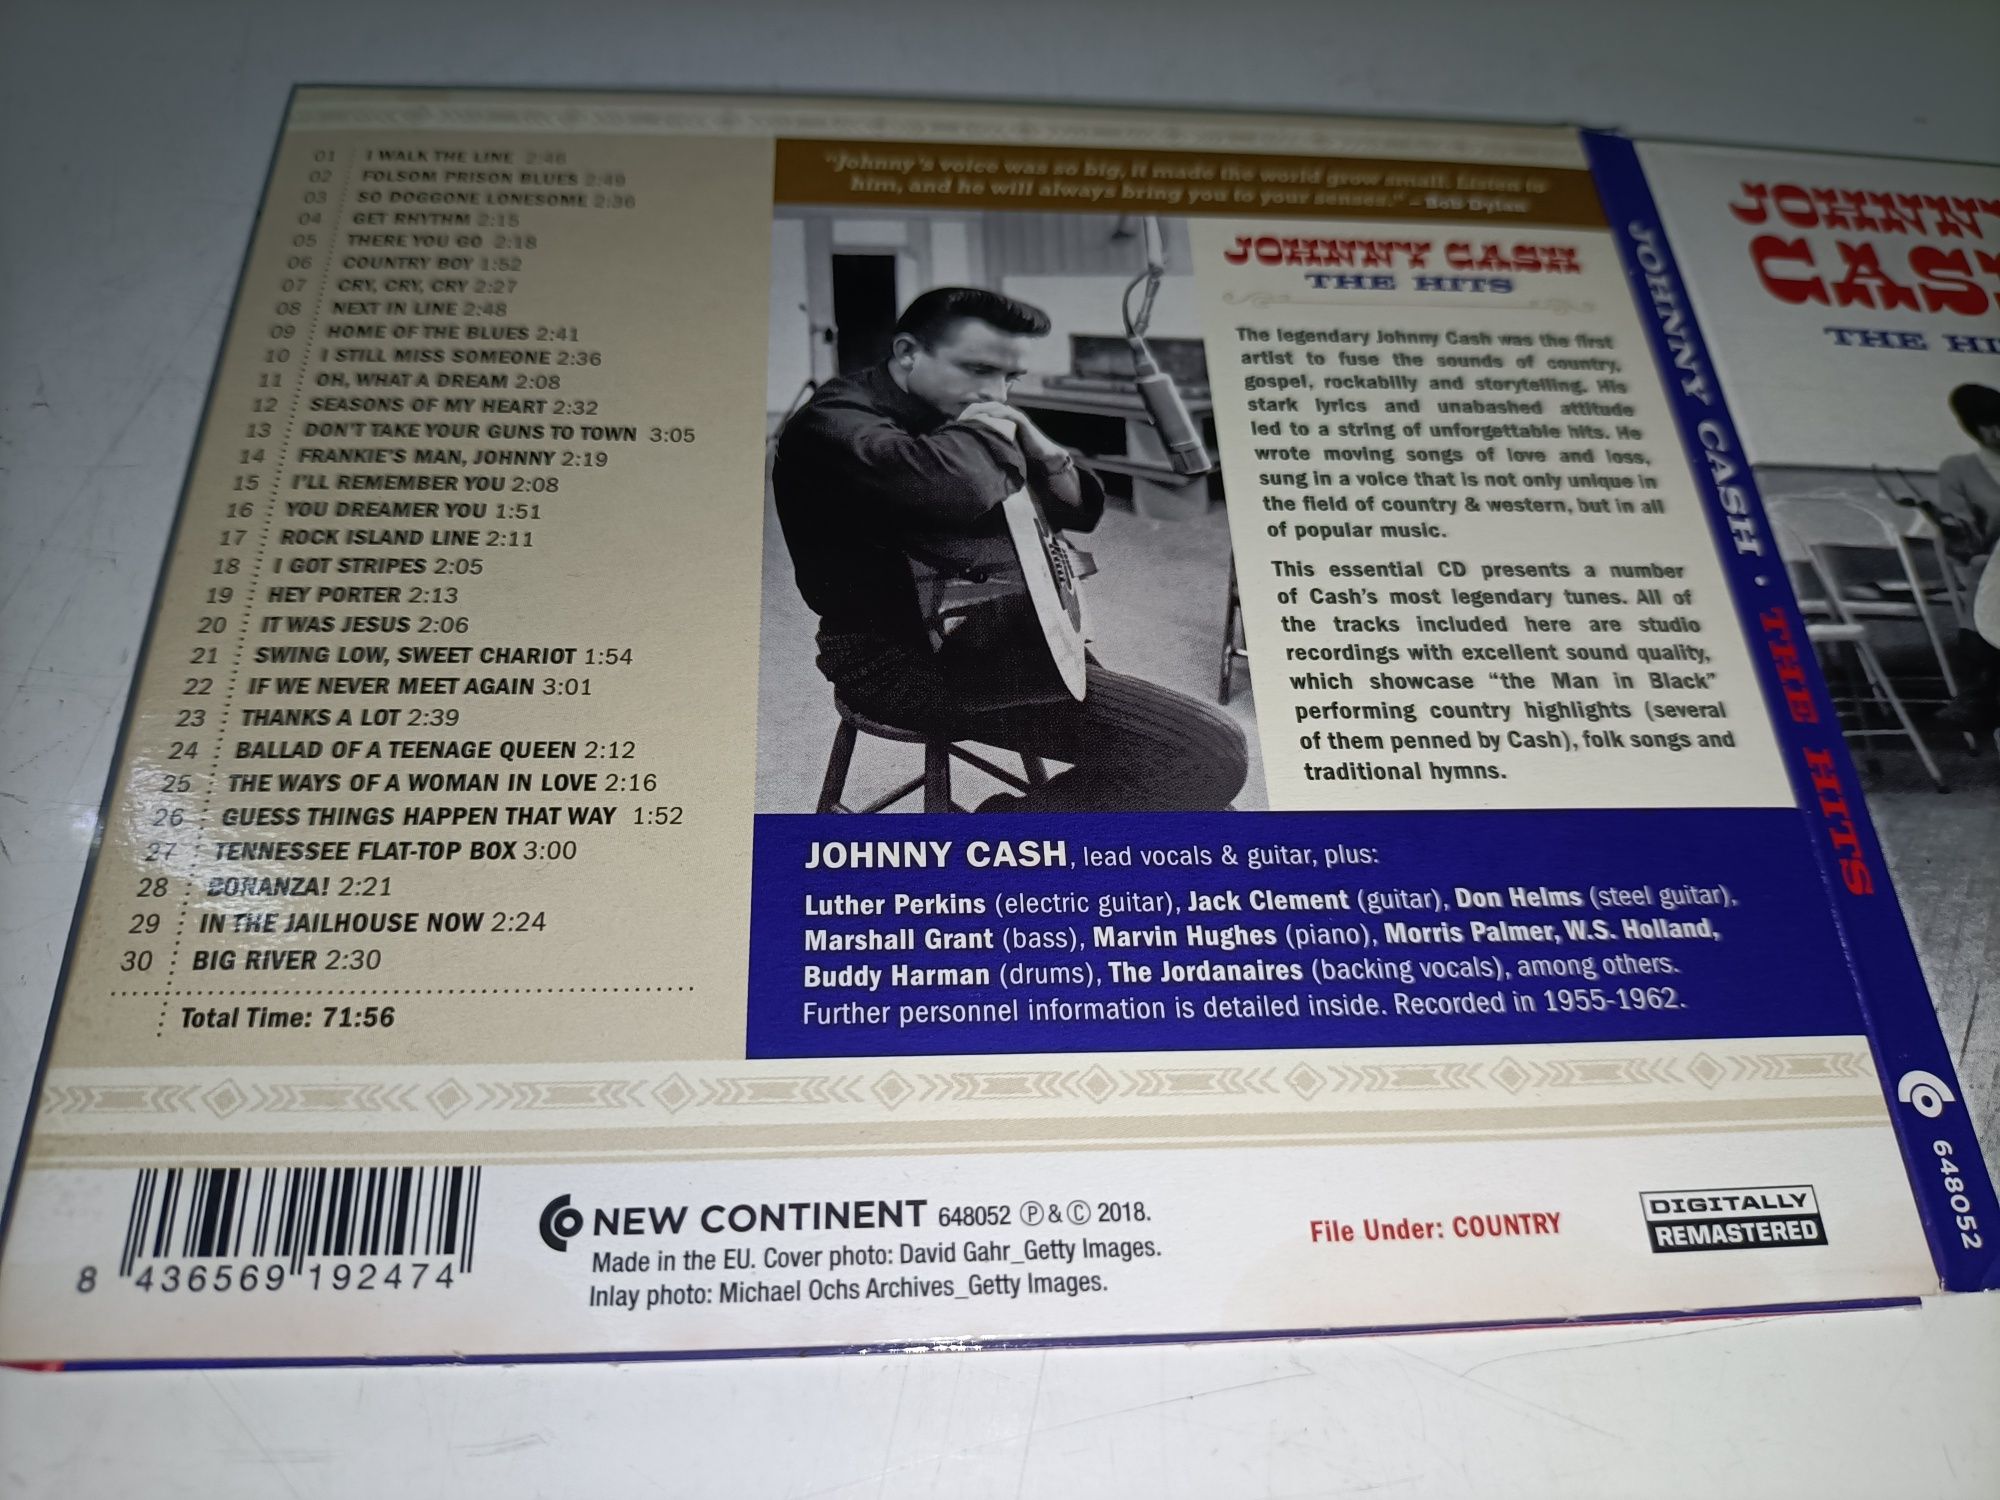 01 I WALK THE LINE 2:46
02 FOLSOM PRISON BLUES 2:49
03 SO DOGGONE LONESOME 2:36
04 GET RHYTHM 2:15
05 THERE YOU GO 2:18
06 COUNTRY BOY 1:52
07 CRY, CRY, CRY 2:27
08 NEXT IN LINE 2:48
09 HOME OF THE BLUES 2:41
10 I STILL MISS SOMEONE 2:36
11 OH, WHAT A DREAM 2:08
12 SEASONS OF MY HEART 2:32
13 DON'T TAKE YOUR GUNS TO TOWN 3:05
14 FRANKIE'S MAN, JOHNNY 2:19
15 I'LL REMEMBER YOU 2:08
16 YOU DREAMER YOU 1:51
17 ROCK ISLAND LINE 2:11
18 I GOT STRIPES 2:05
19 HEY PORTER 2:13
20 IT WAS JESUS 2:06
21 SWING LOW, SWEET CHARIOT 1:54
22 IF WE NEVER MEET AGAIN 3:01
23 THANKS A LOT 2:39
24 BALLAD OF A TEENAGE QUEEN 2:12
25 THE WAYS OF A WOMAN IN LOVE 2:16
26 GUESS THINGS HAPPEN THAT WAY 1:52
27 TENNESSEE FLAT-TOP BOX 3:00
28 BONANZA! 2:21
29 IN THE JAILHOUSE NOW 2:24
30 BIG RIVER 2:30
Total Time: 71:56
"Johnny's voice was so big, it made the world grow small. Listen to
him, and he will always bring you to your senses." – Bob Dylan
JOHNNY CASH
THE HITS
The legendary Johnny Cash was the first
artist to fuse the sounds of country,
gospel, rockabilly and storytelling. His
stark lyrics and unabashed attitude
led to a string of unforgettable hits. He
wrote moving songs of love and loss,
sung in a voice that is not only unique in
the field of country & western, but in all
of popular music.
This essential CD presents a number
of Cash's most legendary tunes. All of
the tracks included here are studio
recordings with excellent sound quality,
which showcase "the Man in Black"
performing country highlights (several
of them penned by Cash), folk songs and
traditional hymns.
JOHNNY CASH, lead vocals & guitar, plus:
Luther Perkins (electric guitar), Jack Clement (guitar), Don Helms (steel guitar),
Marshall Grant (bass), Marvin Hughes (piano), Morris Palmer, W.S. Holland,
Buddy Harman (drums), The Jordanaires (backing vocals), among others.
Further personnel information is detailed inside. Recorded in 1955-1962.
8 436569 192474
NEW CONTINENT 648052 Ⓟ & Ⓒ 2018.
Made in the EU. Cover photo: David Gahr_Getty Images.
Inlay photo: Michael Ochs Archives_Getty Images.
File Under: COUNTRY
DIGITALLY
REMASTERED
JOHNNY CASH · THE HITS
648052
JOHNNY
CASH
THE HI